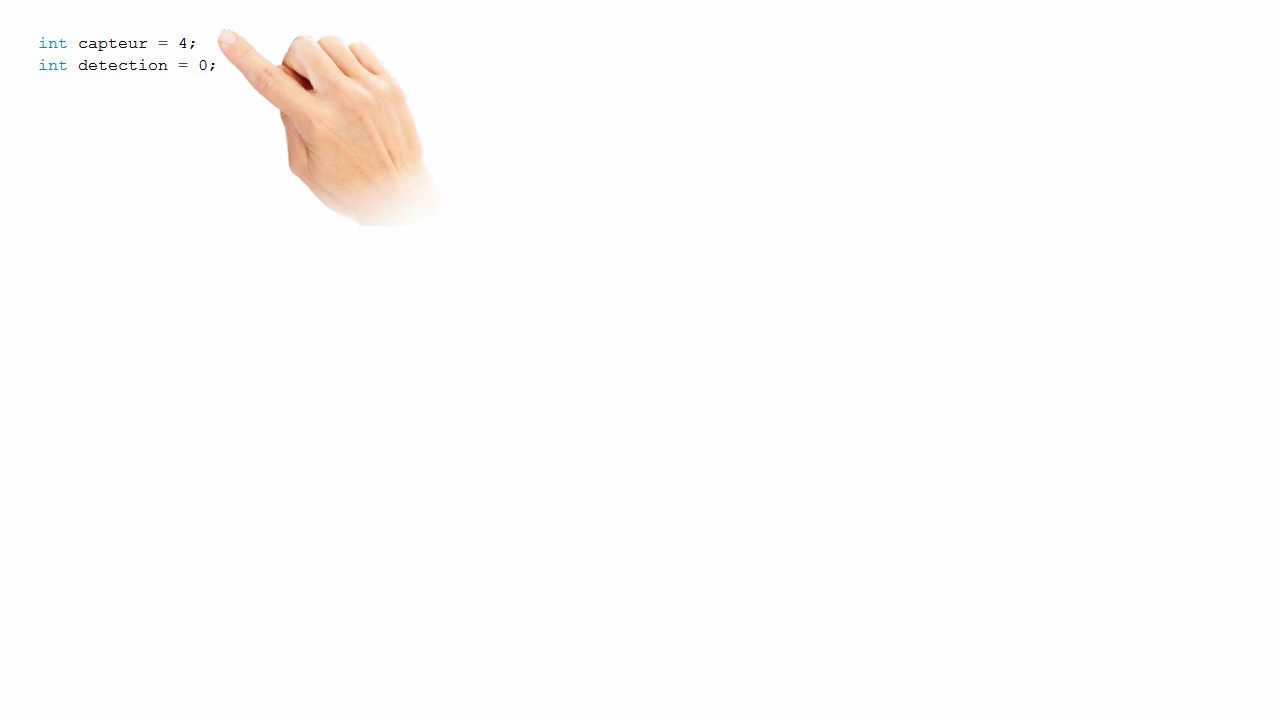 int capteur = 4;
int detection = 0;